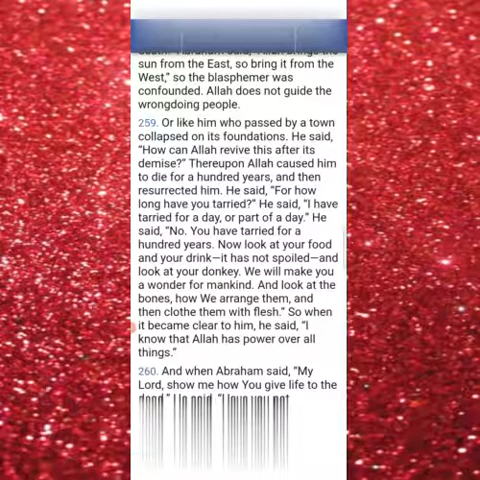 sun from the East, so bring it from the
West," so the blasphemer was
confounded. Allah does not guide the
wrongdoing people.
259. Or like him who passed by a town
collapsed on its foundations. He said,
"How can Allah revive this after its
demise?" Thereupon Allah caused him
to die for a hundred years, and then
resurrected him. He said, "For how
long have you tarried?" He said, "I have
tarried for a day, or part of a day." He
said, "No. You have tarried for a
hundred years. Now look at your food
and your drink—it has not spoiled—and
look at your donkey. We will make you
a wonder for mankind. And look at the
bones, how We arrange them, and
then clothe them with flesh." So when
it became clear to him, he said, "I
know that Allah has power over all
things."
260. And when Abraham said, "My
Lord, show me how You give life to the